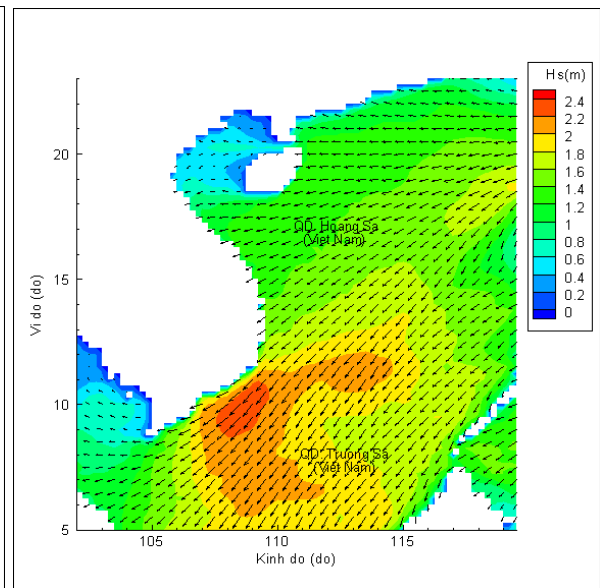 Hs(m)
2.4
2.2
2
1.8
1.6
1.4
1.2
1
0.8
0.6
0.4
0.2
0
20
15
10
5
Vi do (do)
QD. Hoang Sa
(Viet Nam)
QD. Truong Sa
(Viet Nam)
105
110
115
Kinh do (do)